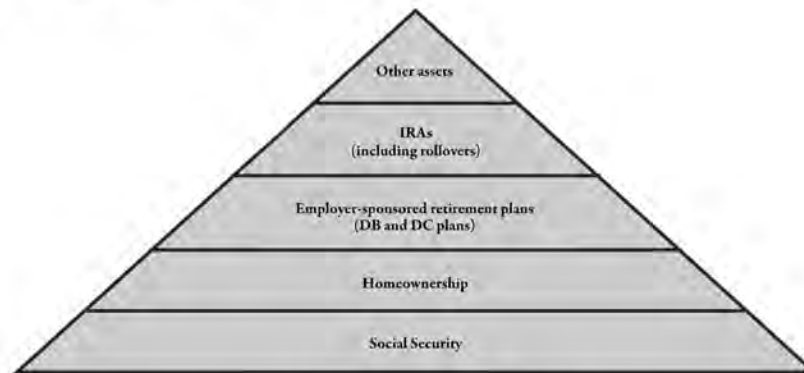 Other assets
IRAs
(including rollovers)
Employer-sponsored retirement plans
(DB and DC plans)
Homeownership
Social Security